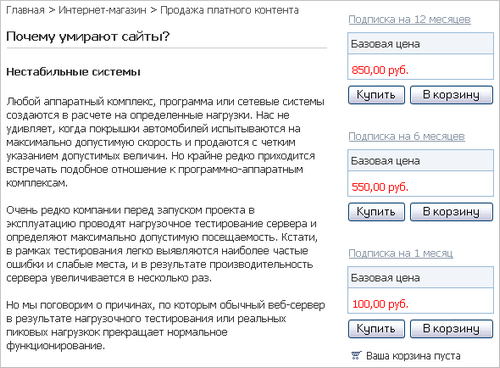 Главная > Интернет-магазин > Продажа платного контента
Почему умирают сайты?
Нестабильные системы
Любой аппаратный комплекс, программа или сетевые системы
создаются в расчете на определенные нагрузки. Нас не
удивляет, когда покрышки автомобилей испытываются на
максимально допустимую скорость и продаются с четким
указанием допустимых величин. Но крайне редко приходится
встречать подобное отношение к программно-аппаратным
комплексам.
Очень редко компании перед запуском проекта в
эксплуатацию проводят нагрузочное тестирование сервера и
определяют максимально допустимую посещаемость. Кстати,
в рамках тестирования легко выявляются наиболее частые
ошибки и слабые места, и в результате производительность
сервера увеличивается в несколько раз.
Но мы поговорим о причинах, по которым обычный веб-сервер
в результате нагрузочного тестирования или реальных
пиковых нагрузкок прекращает нормальное
функционирование.
Подписка на 12 месяцев
Базовая цена
850,00 руб.
Купить В корзину
Подписка на 6 месяцев
Базовая цена
550,00 руб.
Купить В корзину
Подписка на 1 месяц
Базовая цена
100,00 руб.
Купить В корзину
Ваша корзина пуста